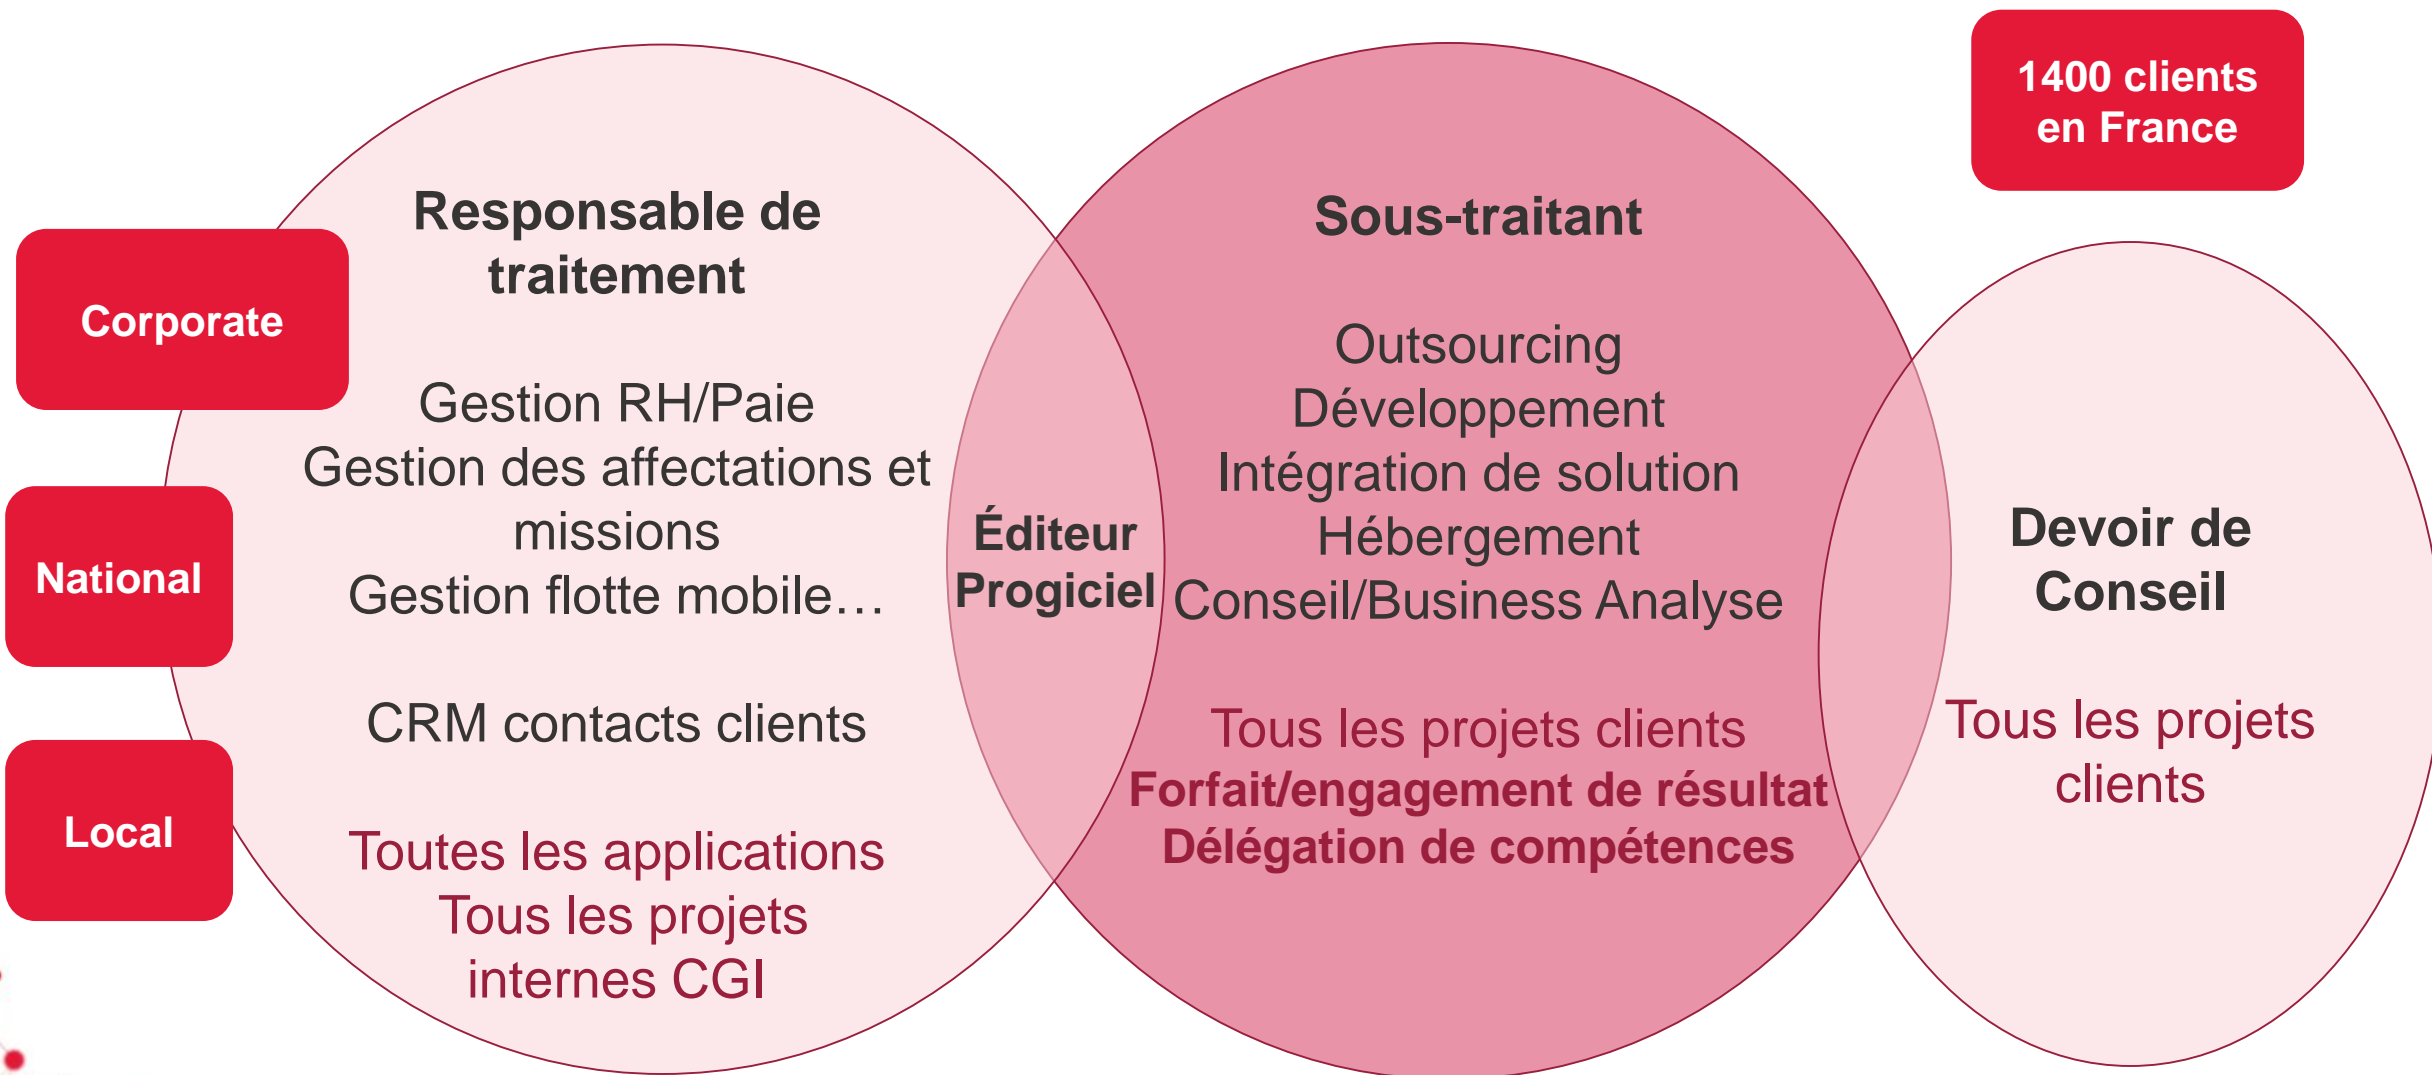 1400 clients
en France
Corporate
National
Local
Responsable de
traitement
Gestion RH/Paie
Gestion des affectations et
missions
Gestion flotte mobile…
CRM contacts clients
Toutes les applications
Tous les projets
internes CGI
Éditeur
Progiciel
Sous-traitant
Outsourcing
Développement
Intégration de solution
Hébergement
Conseil/Business Analyse
Tous les projets clients
Forfait/engagement de résultat
Délégation de compétences
Devoir de
Conseil
Tous les projets
clients